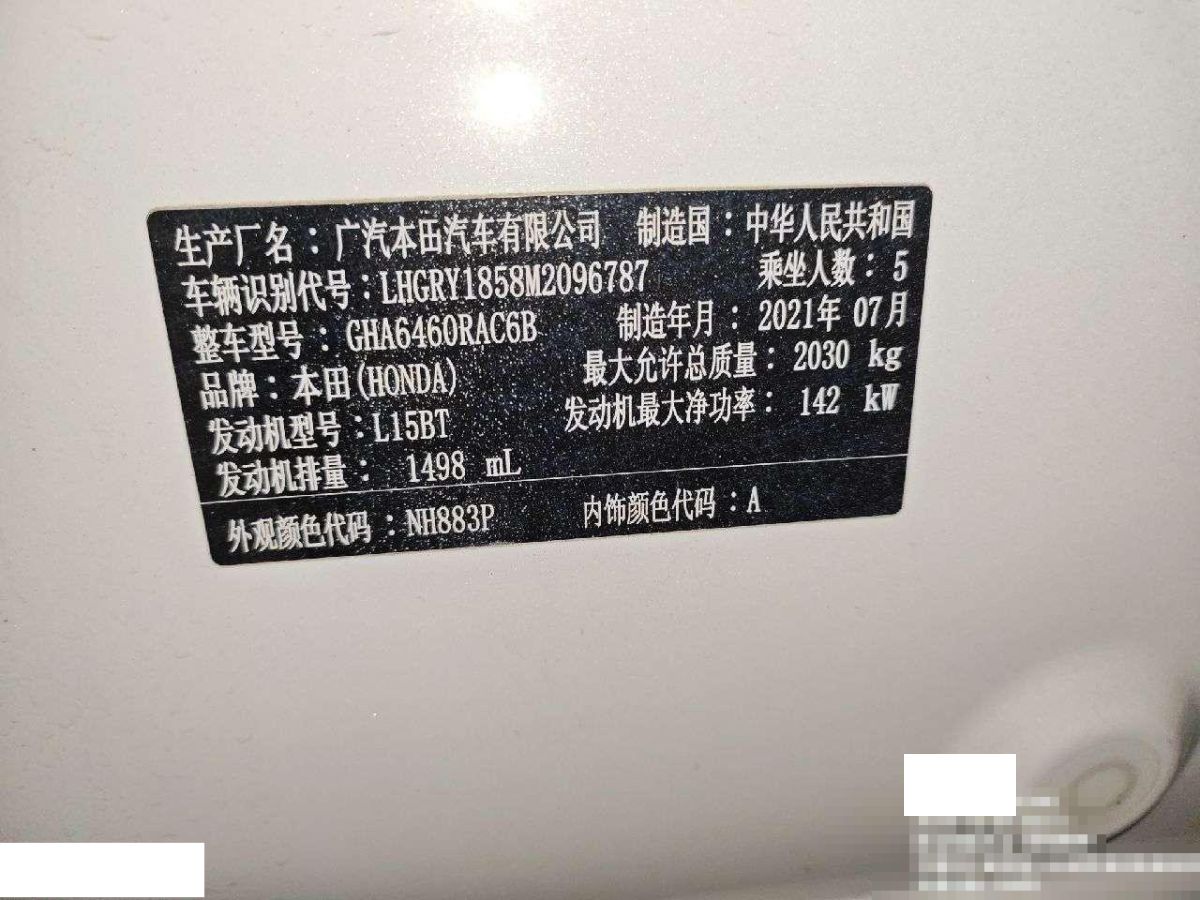 生产厂名：广汽本田汽车有限公司 制造国：中华人民共和国
车辆识别代号：LHGRY1858M2096787 乘坐人数：5
整车型号：GHA6460RAC6B 制造年月：2021年 07月
品牌：本田(HONDA) 最大允许总质量：2030 kg
发动机型号：L15BT 发动机最大净功率：142 kW
发动机排量：1498 mL
外观颜色代码：NH883P 内饰颜色代码：A